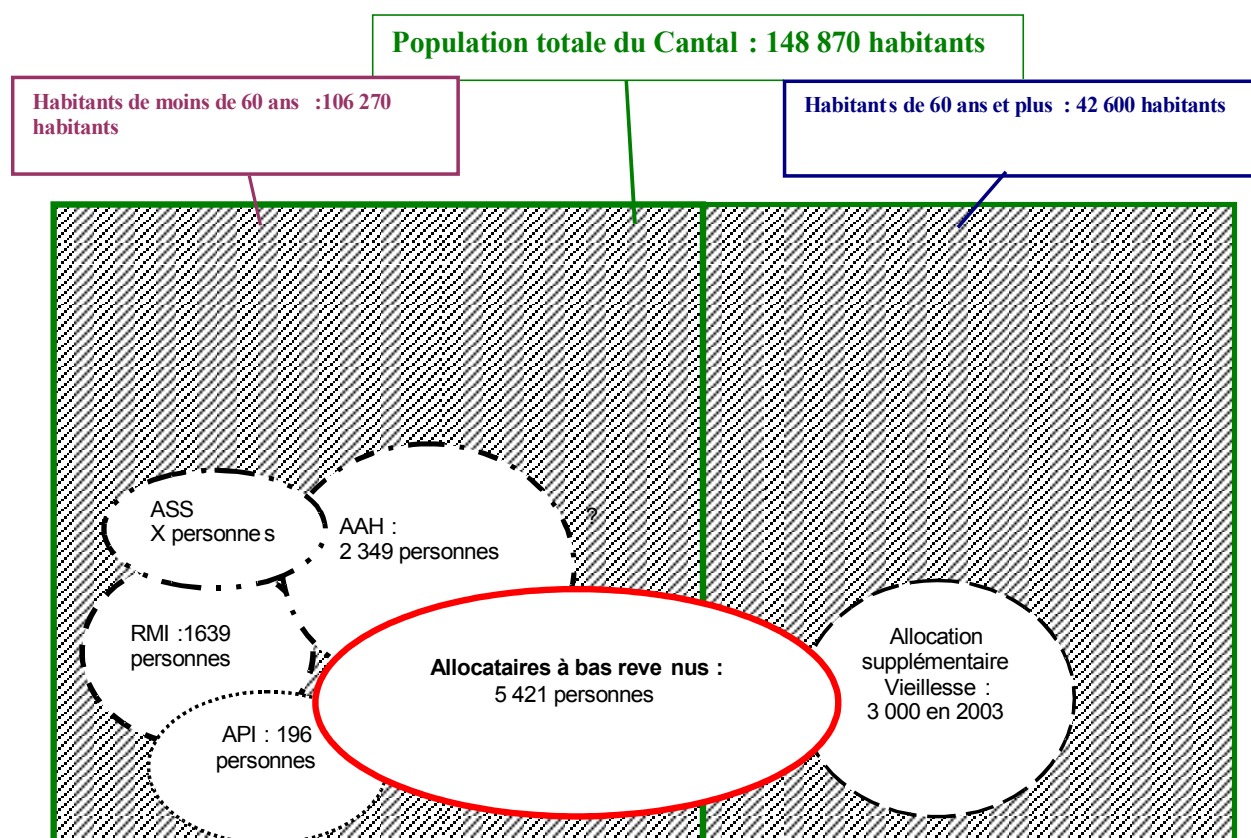 Population totale du Cantal : 148 870 habitants
Habitants de moins de 60 ans :106 270
habitants
Habitants de 60 ans et plus : 42 600 habitants
ASS
X personnes
AAH :
2 349 personnes
?
RMI :1639
personnes
API : 196
personnes
Allocataires à bas reve nus :
5 421 personnes
Allocation
supplémentaire
Vieillesse :
3 000 en 2003